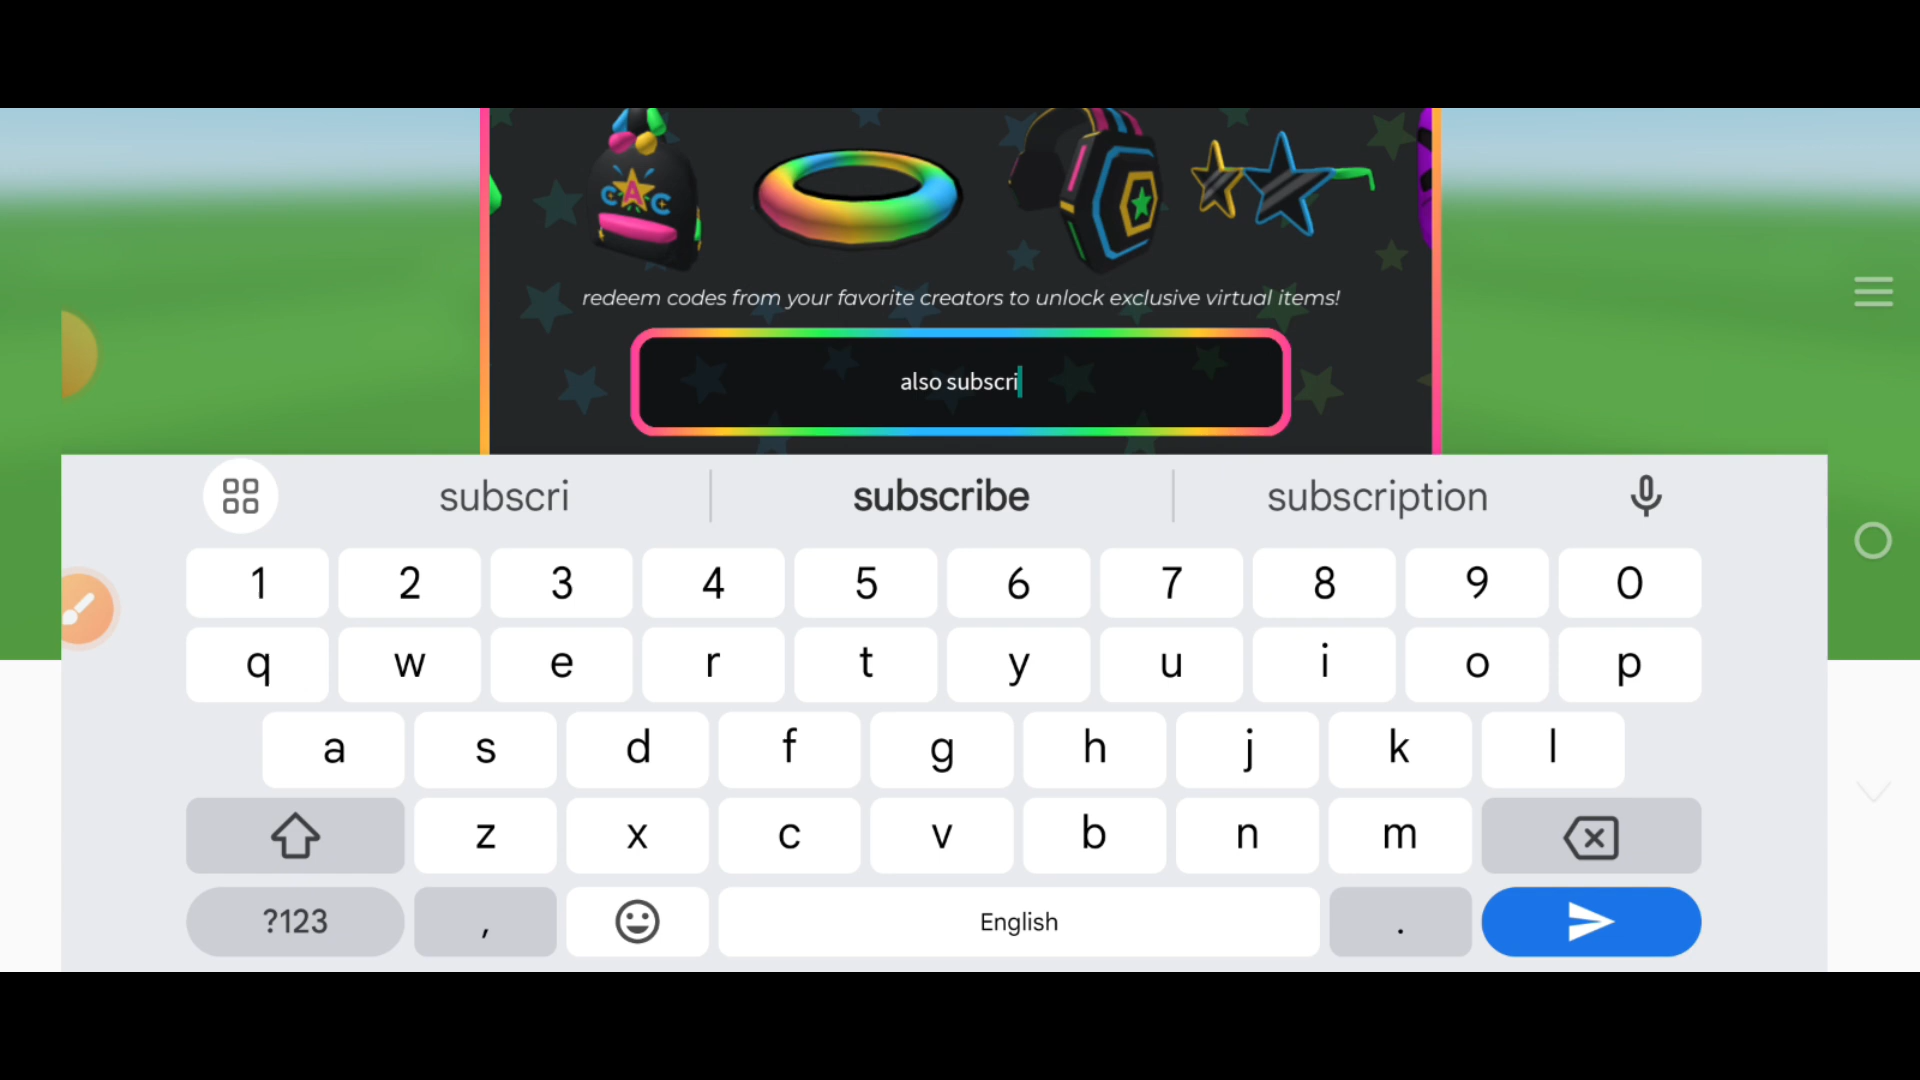 CAC
redeem codes from your favorite creators to unlock exclusive virtual items!
also subscri
subscri subscribe subscription
1 2 3 4 5 6 7 8 9 0
q w e r t y u i o p
a s d f g h j k l
z x c v b n m
?123 , English .